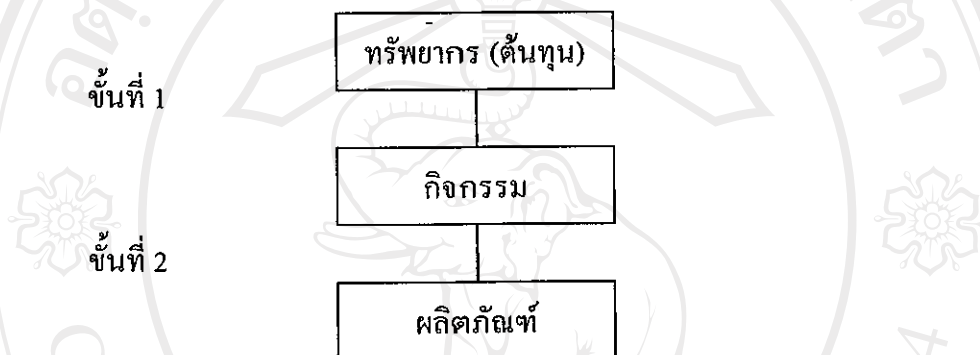 ทรัพยากร (ต้นทุน)
ขั้นที่ 1
กิจกรรม
ขั้นที่ 2
ผลิตภัณฑ์